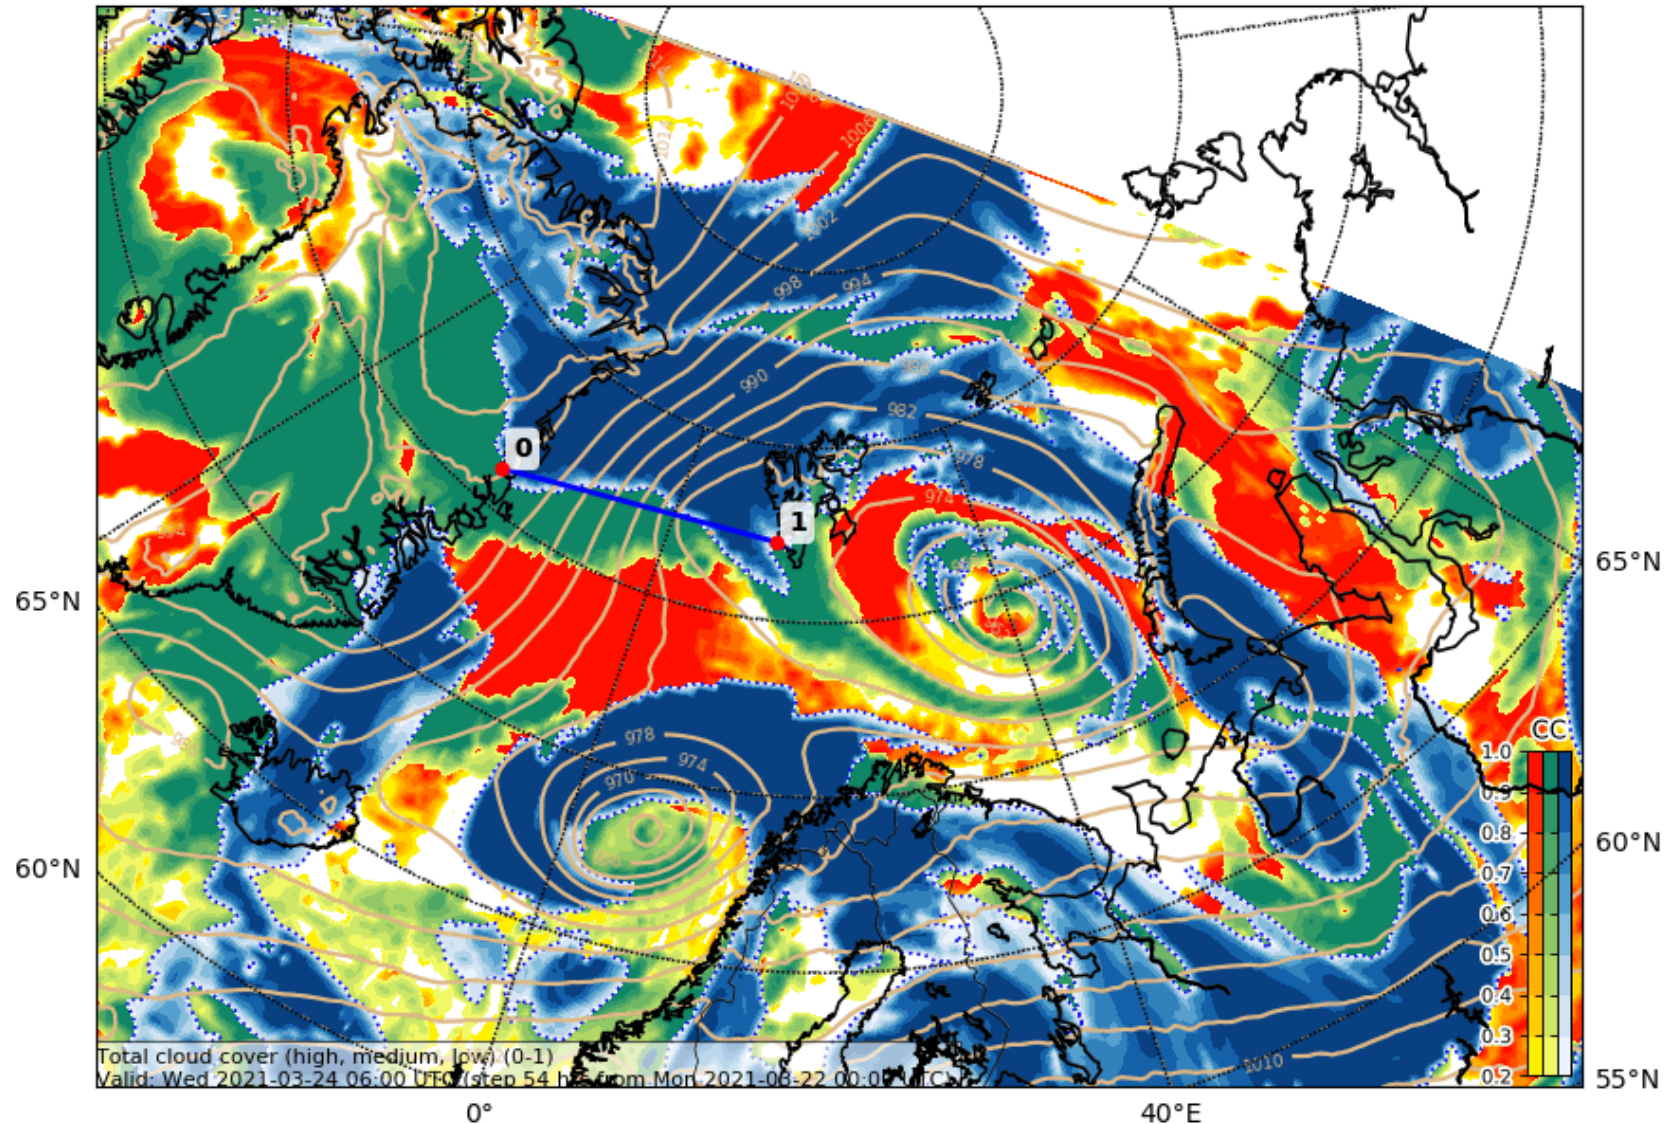 1006
1002
998
994
990
982
978
974
0
1
65°N
65°N
978
974
970
60°N
60°N
CC
1.0
0.9
0.8
0.7
0.6
0.5
0.4
0.3
0.2
1010
Total cloud cover (high, medium, low) (0-1)
Valid: Wed 2021-03-24 06:00 UTC (step 54 hrs from Mon 2021-03-22 00:00 UTC)
55°N
0°
40°E